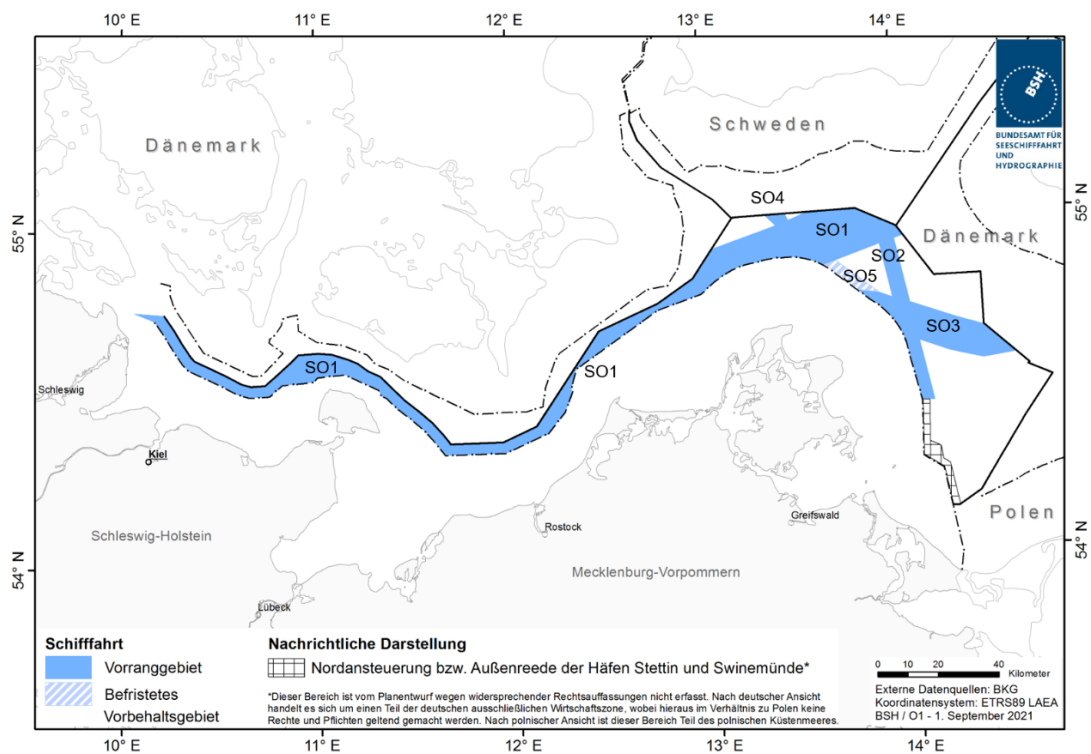 10° E
11° E
12° E
13° E
14° E
Dänemark
Schweden
BSH
BUNDESAMT FÜR
SEESCHIFFFAHRT
UND
HYDROGRAPHIE
55° N
55° N
SO4
SO1
SO2
Dänemark
SO5
SO3
SO1
SO1
Schleswig
Kiel
Schleswig-Holstein
Rostock
Greifswald
Polen
54° N
54° N
Mecklenburg-Vorpommern
Lübeck
Schifffahrt
Vorranggebiet
Befristetes
Vorbehaltsgebiet
Nachrichtliche Darstellung
Nordansteuerung bzw. Außenreede der Häfen Stettin und Swinemünde*
*Dieser Bereich ist vom Planentwurf wegen widersprechender Rechtsauffassungen nicht erfasst. Nach deutscher Ansicht
handelt es sich um einen Teil der deutschen ausschließlichen Wirtschaftszone, wobei hieraus im Verhältnis zu Polen keine
Rechte und Pflichten geltend gemacht werden. Nach polnischer Ansicht ist dieser Bereich Teil des polnischen Küstenmeeres.
0 10 20 40
Kilometer
Externe Datenquellen: BKG
Koordinatensystem: ETRS89 LAEA
BSH / O1 - 1. September 2021
10° E
11° E
12° E
13° E
14° E